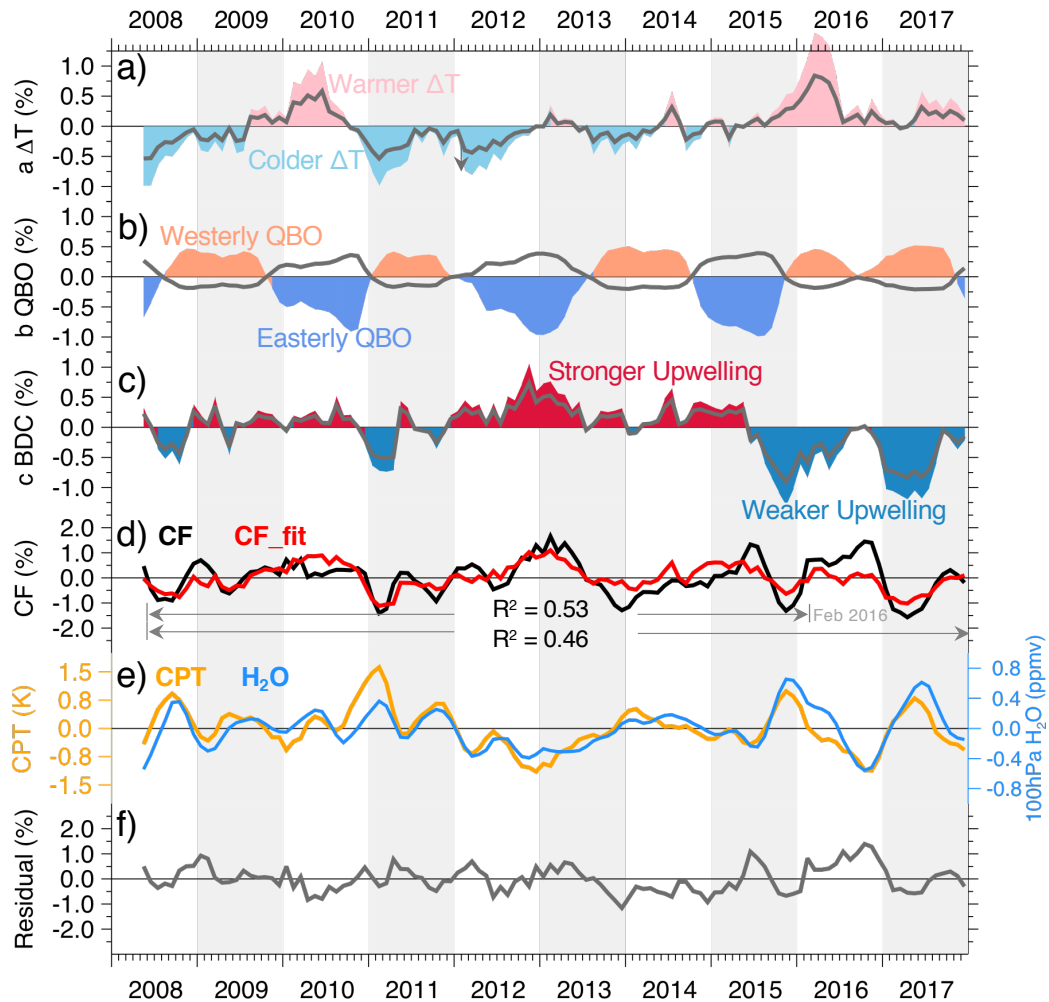 2008 2009 2010 2011 2012 2013 2014 2015 2016 2017
a)
a ΔT (%)
1.0
0.5
0.0
-0.5
-1.0
Warmer ΔT
Colder ΔT
b)
b QBO (%)
1.0
0.5
0.0
-0.5
-1.0
Westerly QBO
Easterly QBO
c)
c BDC (%)
1.0
0.5
0.0
-0.5
-1.0
Stronger Upwelling
Weaker Upwelling
d)
CF (%)
2.0
1.0
0.0
-1.0
-2.0
CF CF_fit
R² = 0.53
Feb 2016
R² = 0.46
e)
CPT (K)
1.5
0.8
0.0
-0.8
-1.5
CPT H₂O
0.8
0.4
0.0
-0.4
-0.8
100hPa H₂O (ppmv)
f)
Residual (%)
2.0
1.0
0.0
-1.0
-2.0
2008 2009 2010 2011 2012 2013 2014 2015 2016 2017